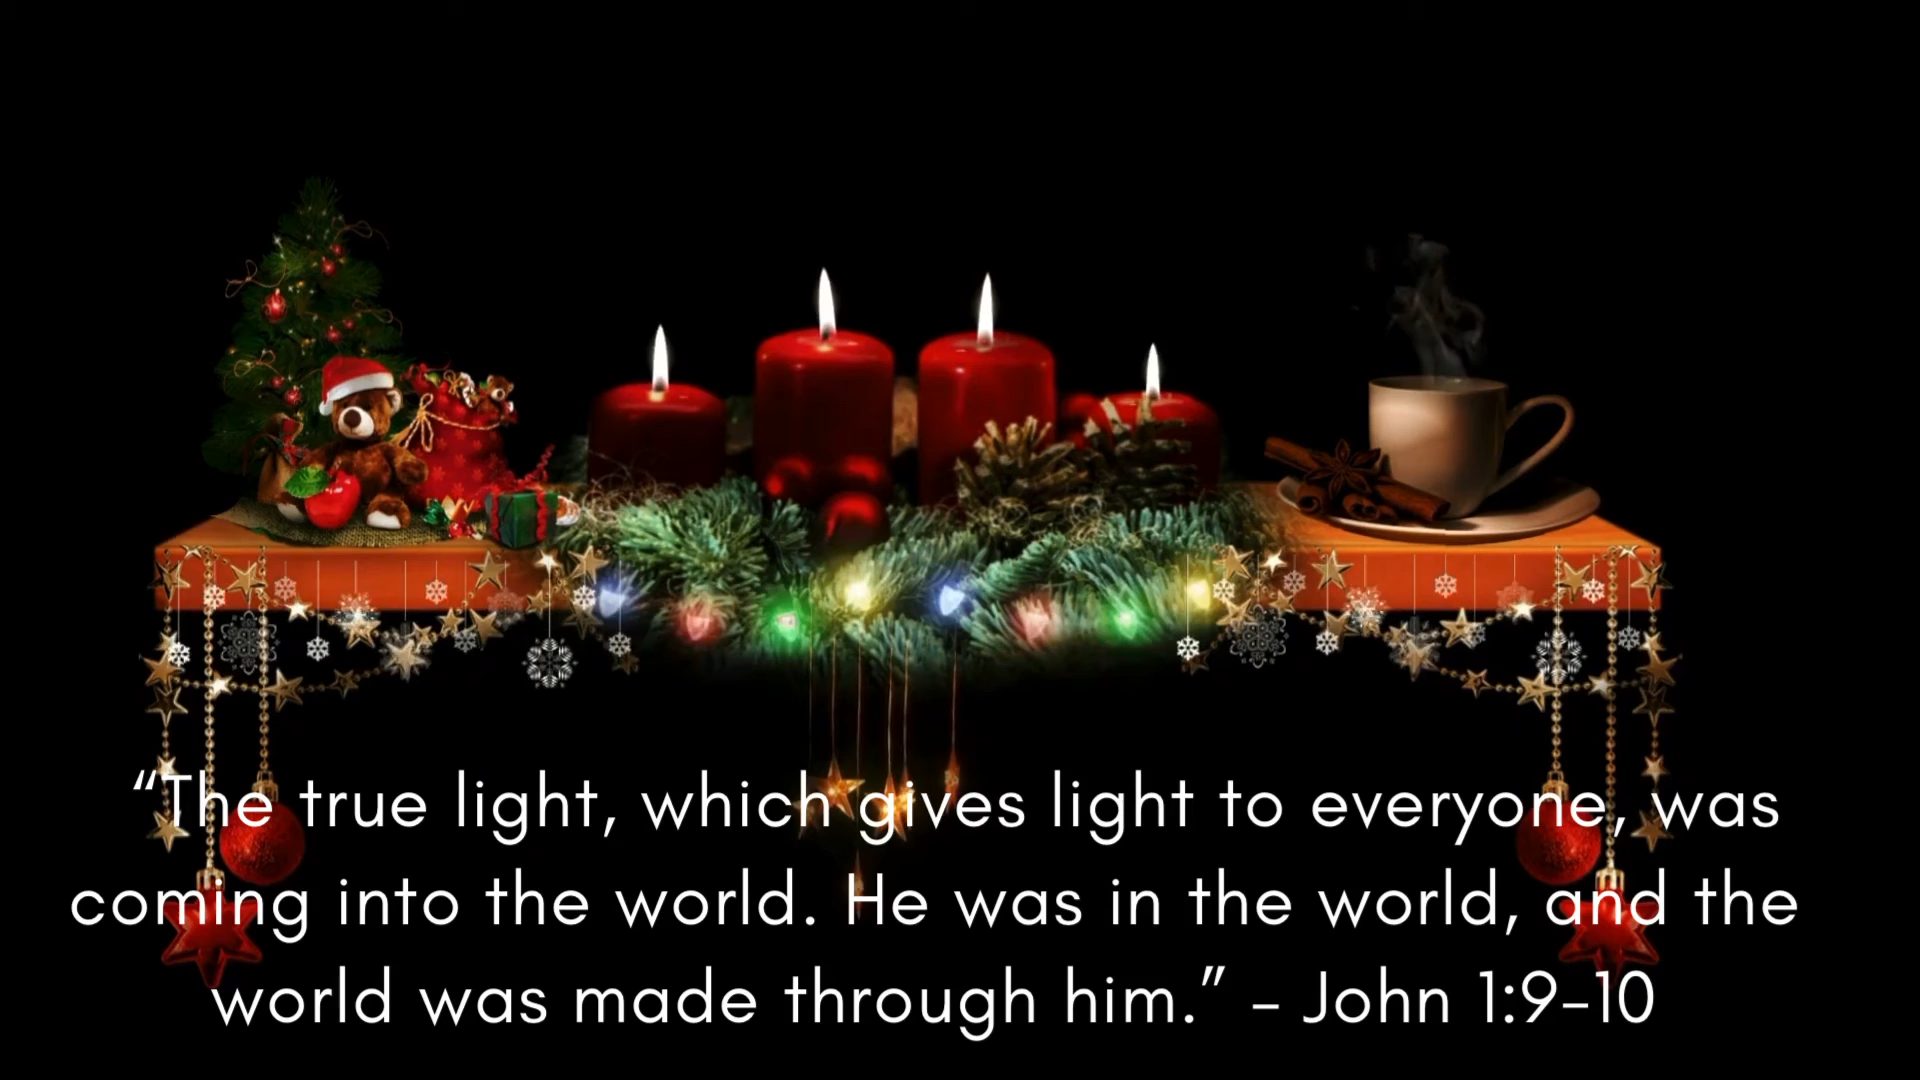 “The true light, which gives light to everyone, was
coming into the world. He was in the world, and the
world was made through him.” – John 1:9–10